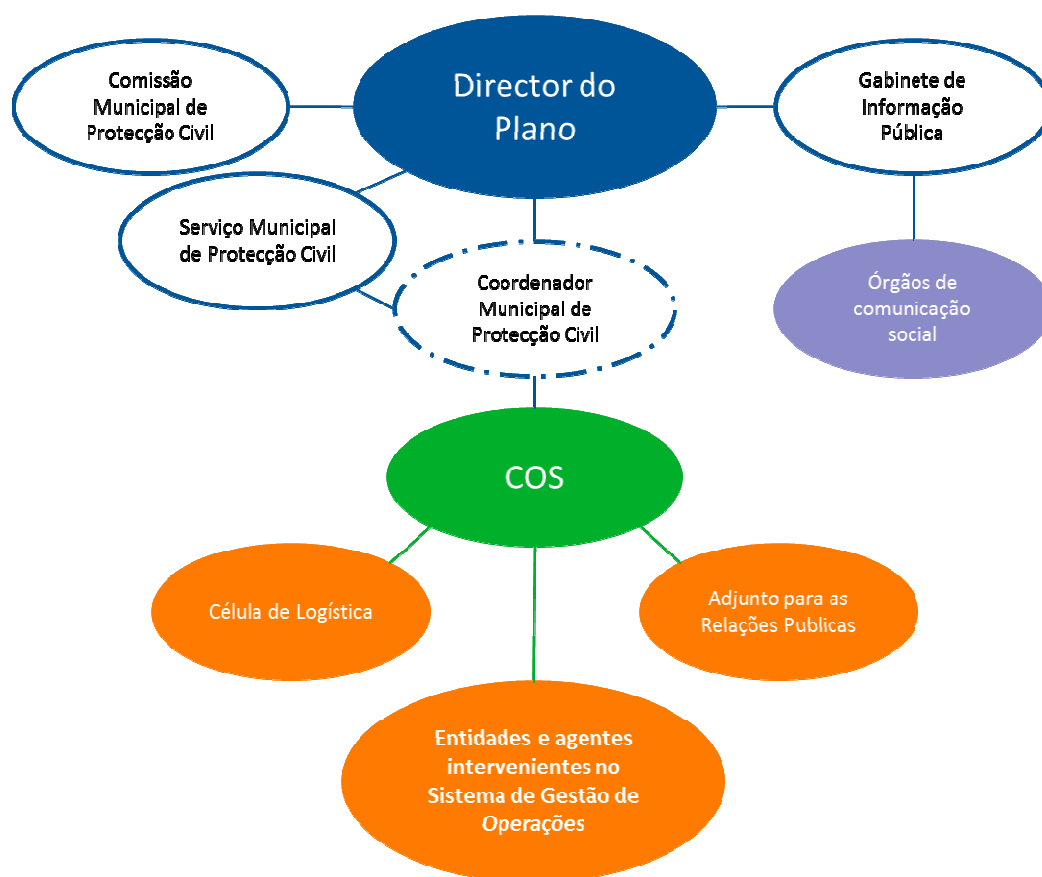 Comissão
Municipal de
Protecção Civil
Director do
Plano
Gabinete de
Informação
Pública
Serviço Municipal
de Protecção Civil
Coordenador
Municipal de
Protecção Civil
Órgãos de
comunicação
social
COS
Célula de Logística
Adjunto para as
Relações Publicas
Entidades e agentes
intervenientes no
Sistema de Gestão de
Operações